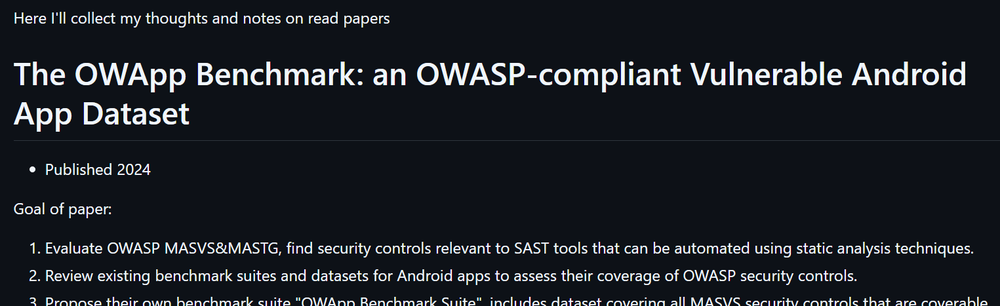 Here I'll collect my thoughts and notes on read papers
The OWApp Benchmark: an OWASP-compliant Vulnerable Android
App Dataset
• Published 2024
Goal of paper:
1. Evaluate OWASP MASVS&MASTG, find security controls relevant to SAST tools that can be automated using static analysis techniques.
2. Review existing benchmark suites and datasets for Android apps to assess their coverage of OWASP security controls.
3. Propose their own benchmark suite "OWApp Benchmark Suite", includes dataset covering all MASVS security controls that are coverable